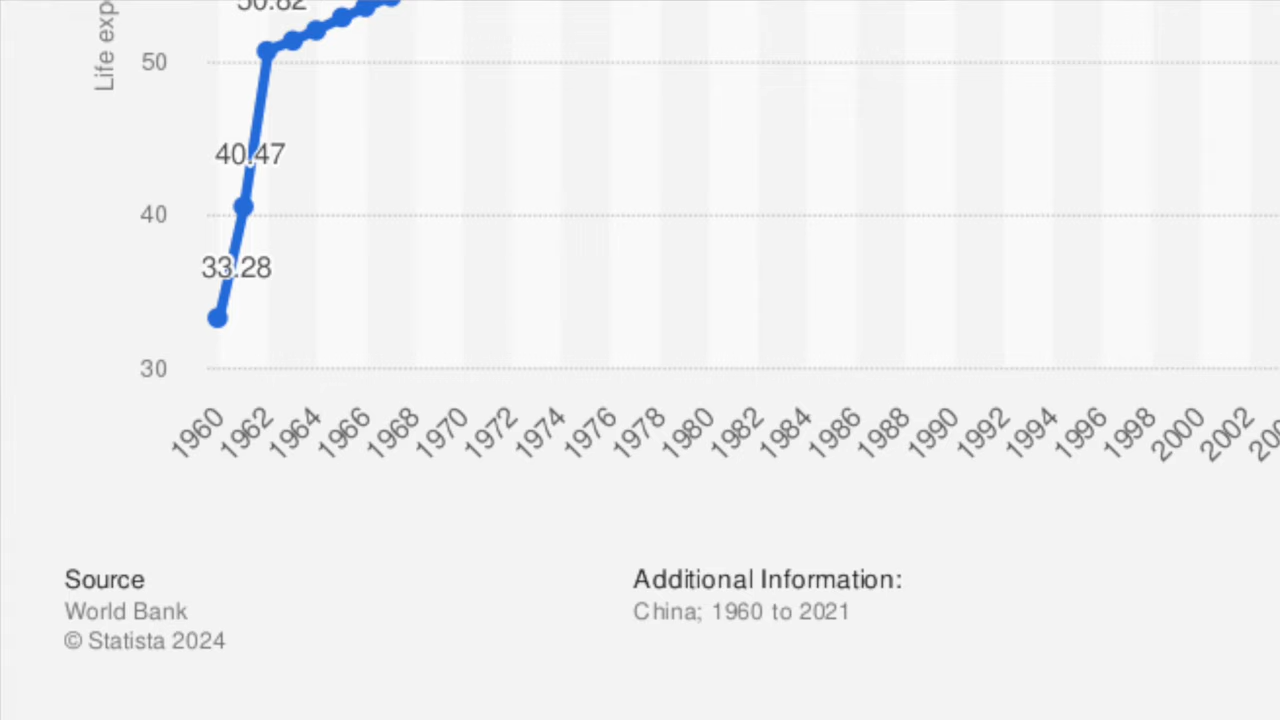 50.82
Life exp
50
40.47
40
33.28
30
1960 1962 1964 1966 1968 1970 1972 1974 1976 1978 1980 1982 1984 1986 1988 1990 1992 1994 1996 1998 2000 2002 200
Source
World Bank
© Statista 2024
Additional Information:
China; 1960 to 2021